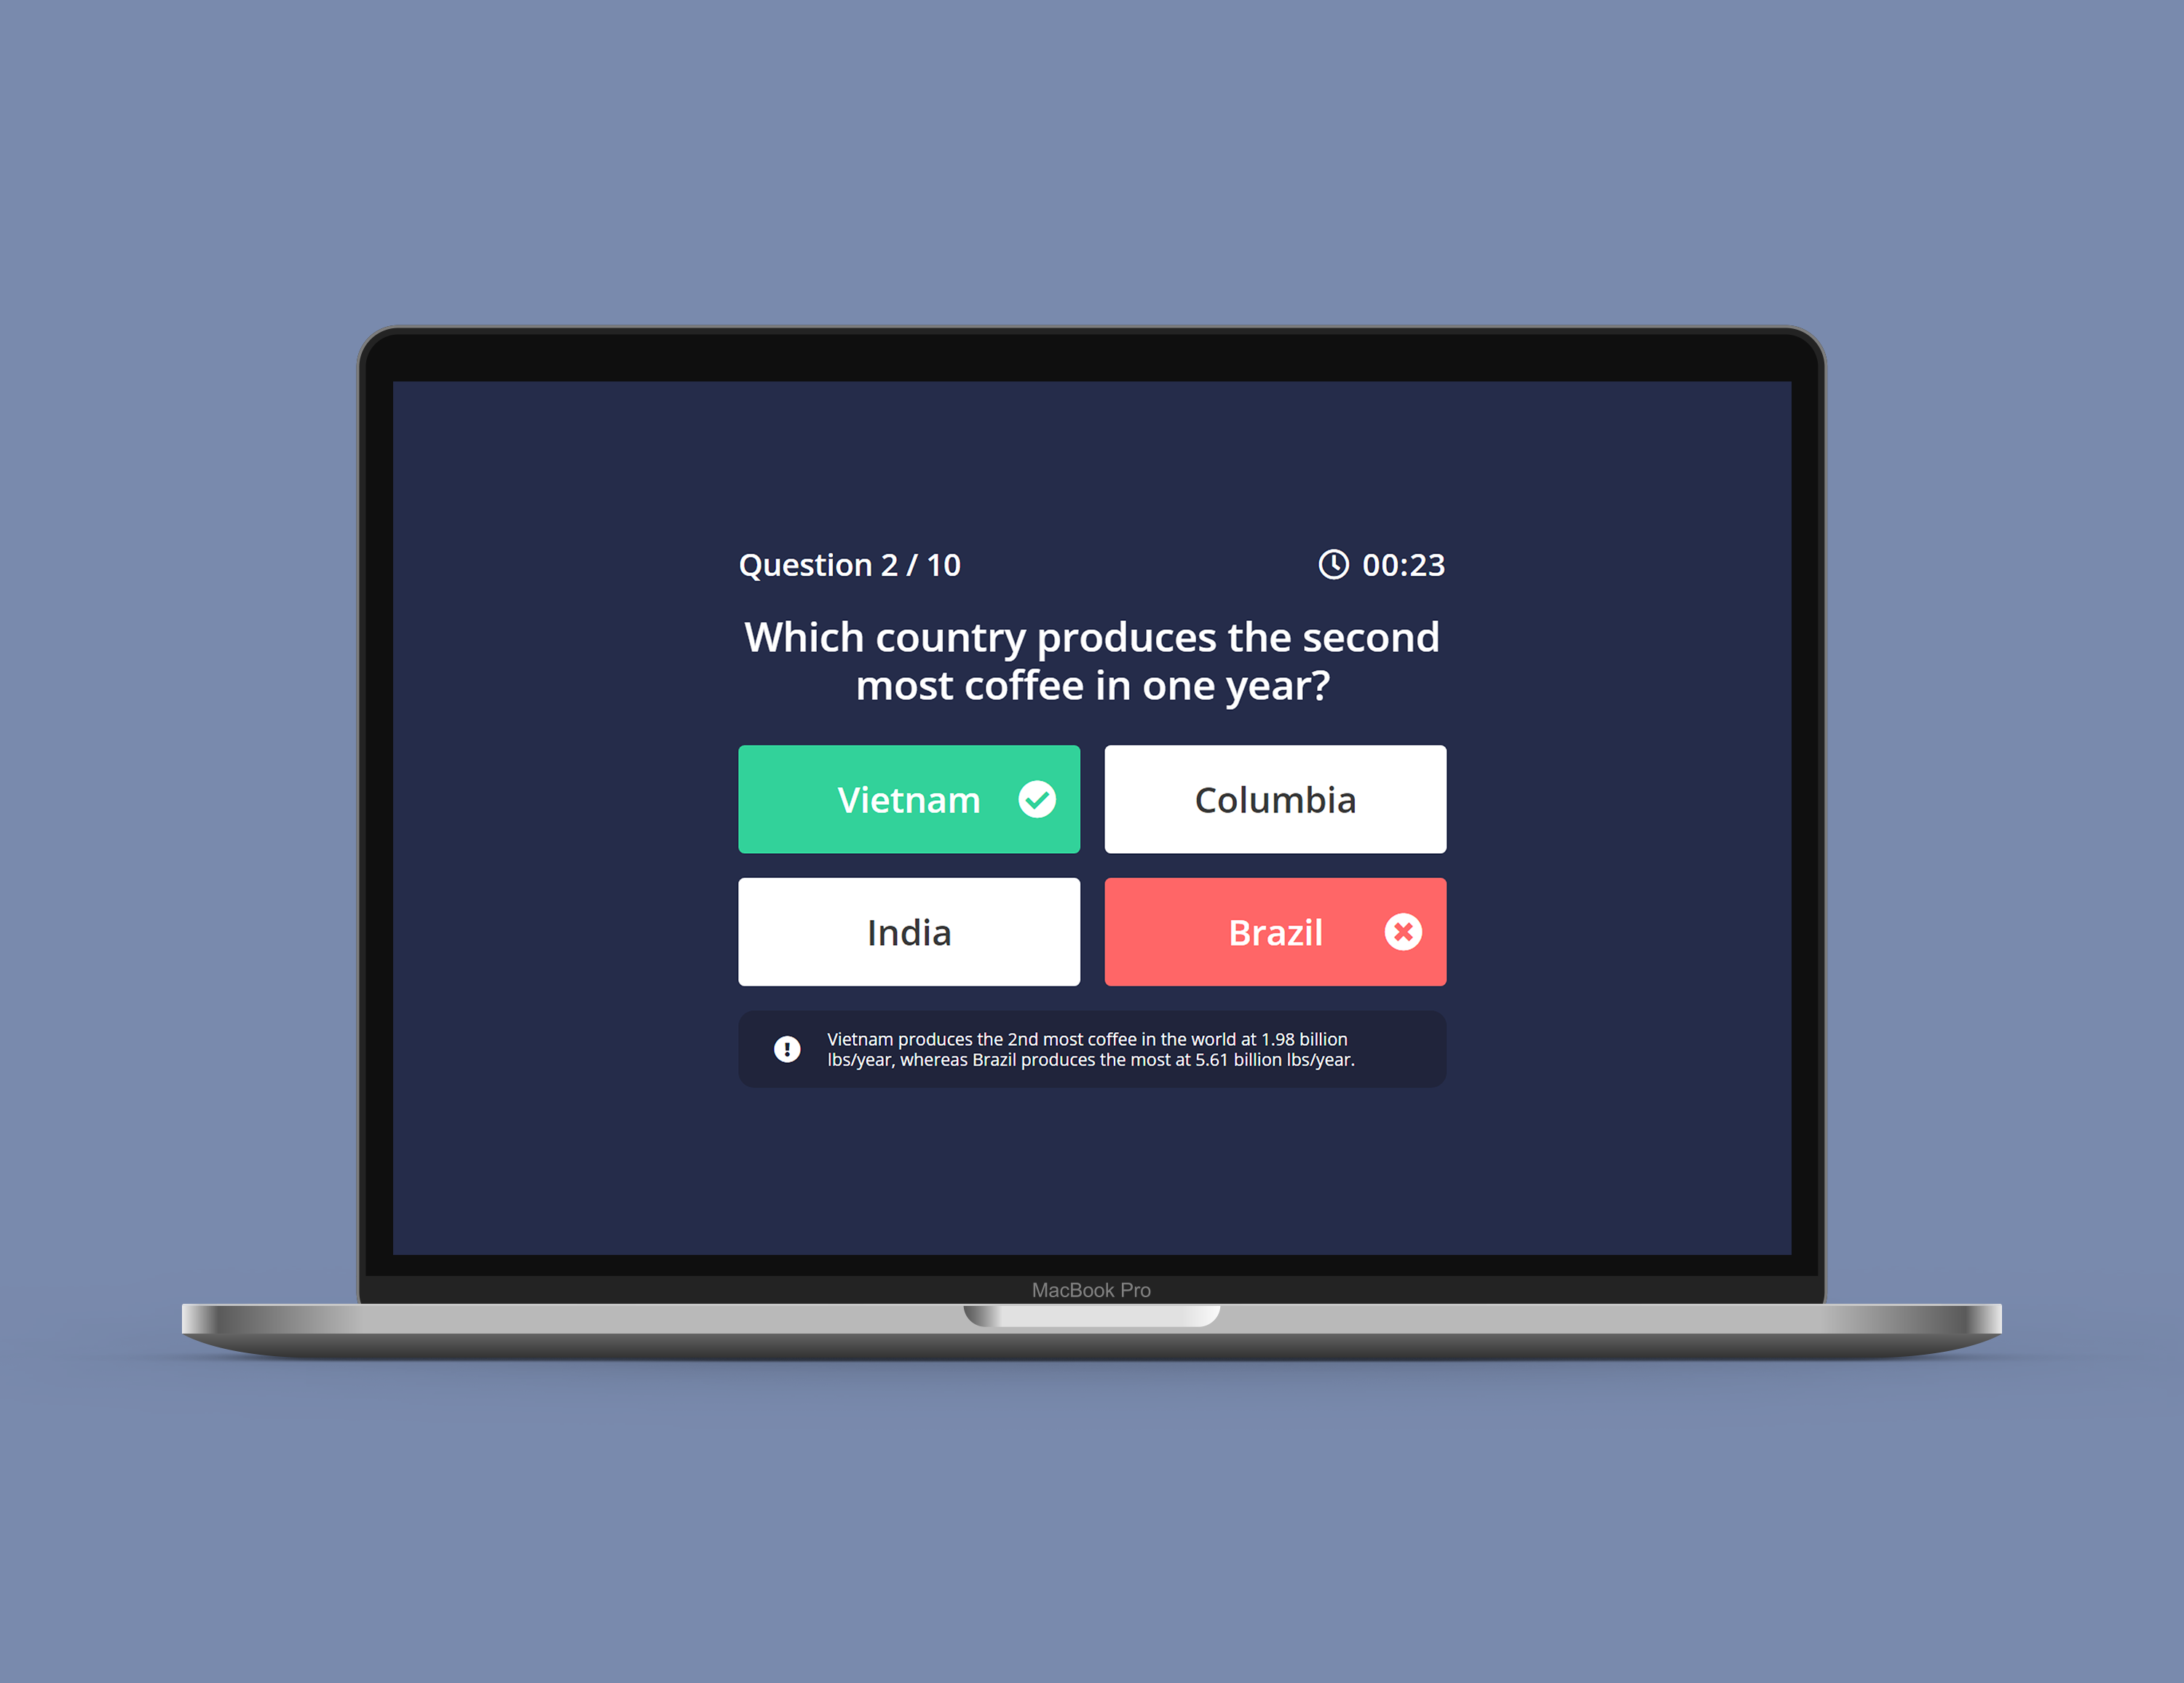 Question 2 / 10
00:23
Which country produces the second
most coffee in one year?
Vietnam
Columbia
India
Brazil
Vietnam produces the 2nd most coffee in the world at 1.98 billion
lbs/year, whereas Brazil produces the most at 5.61 billion lbs/year.
MacBook Pro